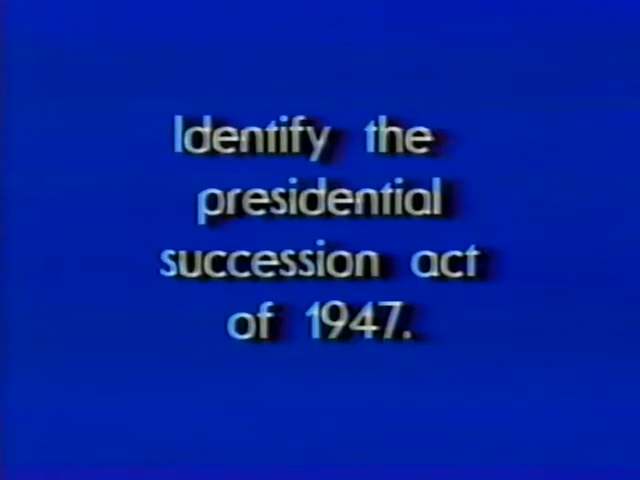 Identify the
presidential
succession act
of 1947.